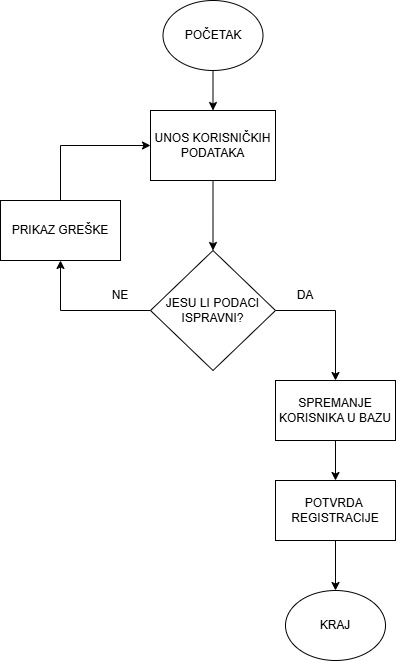 POČETAK
UNOS KORISNIČKIH
PODATAKA
PRIKAZ GREŠKE
NE
JESU LI PODACI
ISPRAVNI?
DA
SPREMANJE
KORISNIKA U BAZU
POTVRDA
REGISTRACIJE
KRAJ